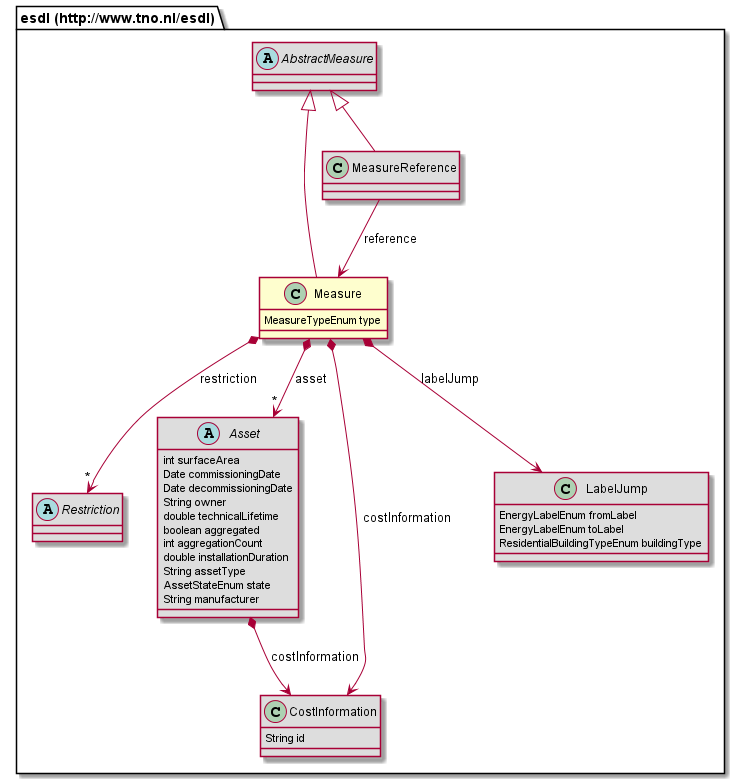 esdl (http://www.tno.nl/esdl)
A AbstractMeasure
C MeasureReference
reference
C Measure
MeasureTypeEnum type
restriction
asset
labelJump
*
*
A Asset
int surfaceArea
Date commissioningDate
Date decommissioningDate
String owner
double technicalLifetime
boolean aggregated
int aggregationCount
double installationDuration
String assetType
AssetStateEnum state
String manufacturer
A Restriction
costInformation
C LabelJump
EnergyLabelEnum fromLabel
EnergyLabelEnum toLabel
ResidentialBuildingTypeEnum buildingType
costInformation
C CostInformation
String id